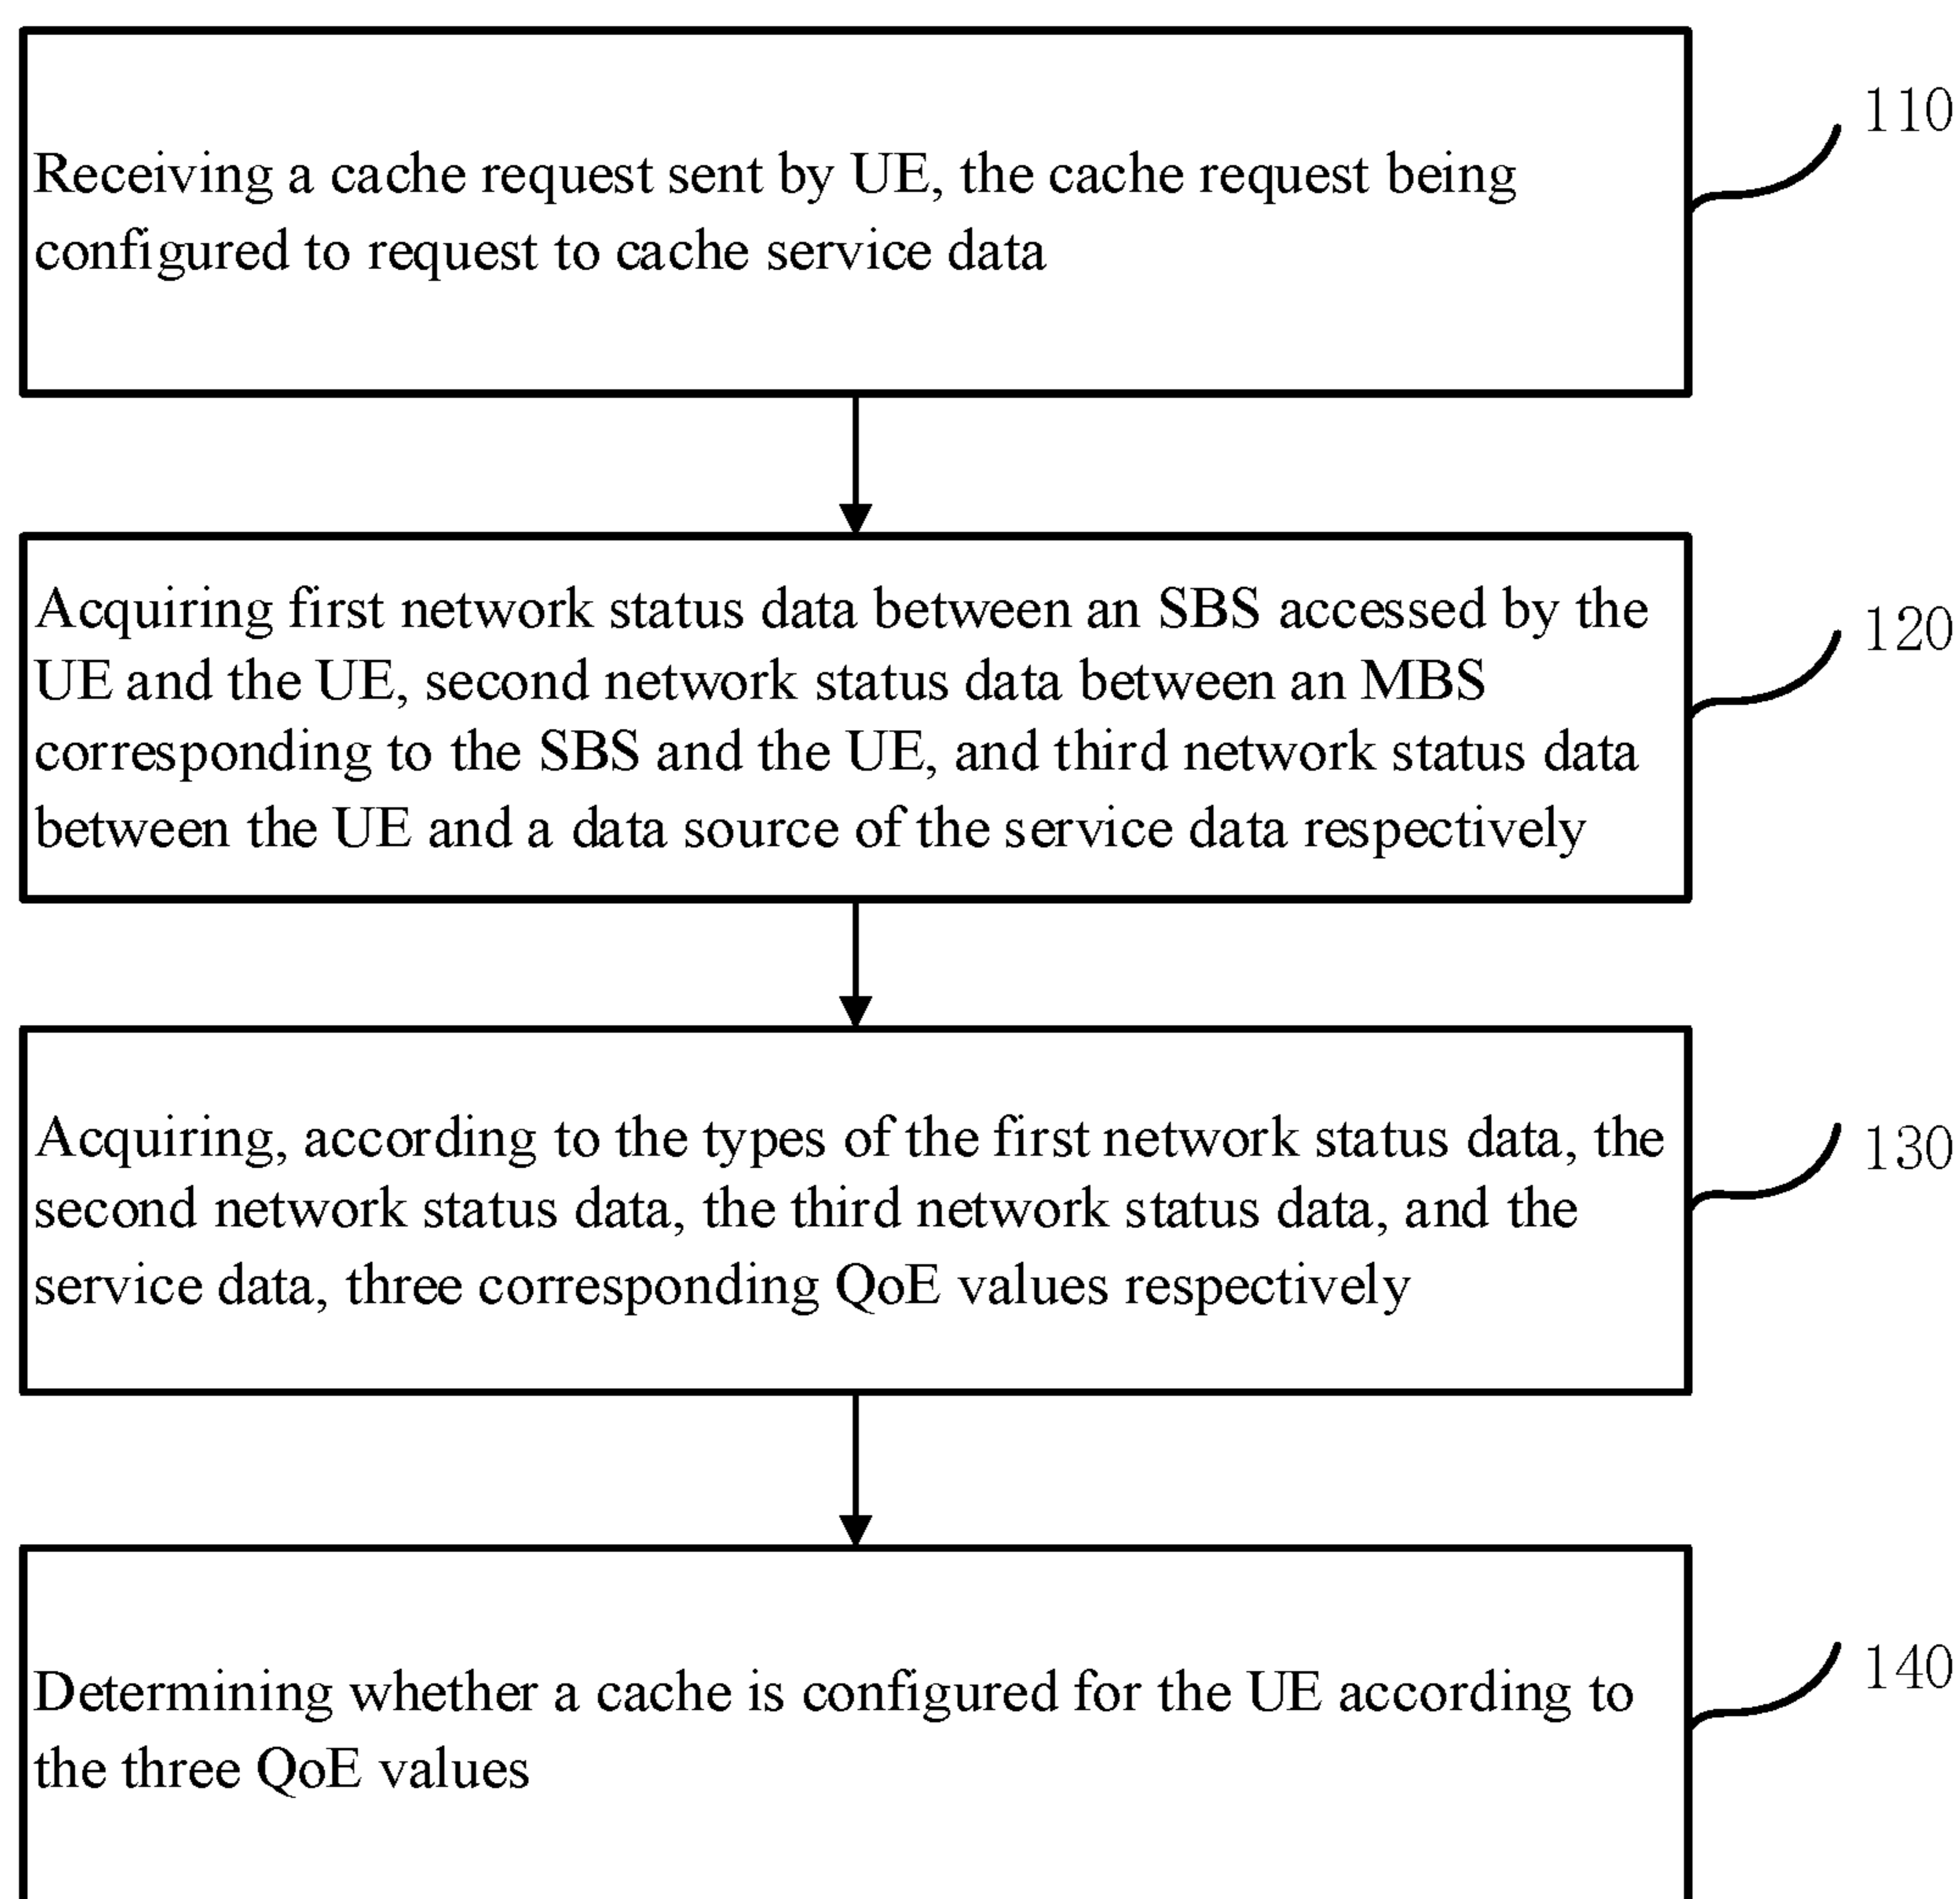 Receiving a cache request sent by UE, the cache request being
configured to request to cache service data
110
Acquiring first network status data between an SBS accessed by the
UE and the UE, second network status data between an MBS
corresponding to the SBS and the UE, and third network status data
between the UE and a data source of the service data respectively
120
Acquiring, according to the types of the first network status data, the
second network status data, the third network status data, and the
service data, three corresponding QoE values respectively
130
Determining whether a cache is configured for the UE according to
the three QoE values
140